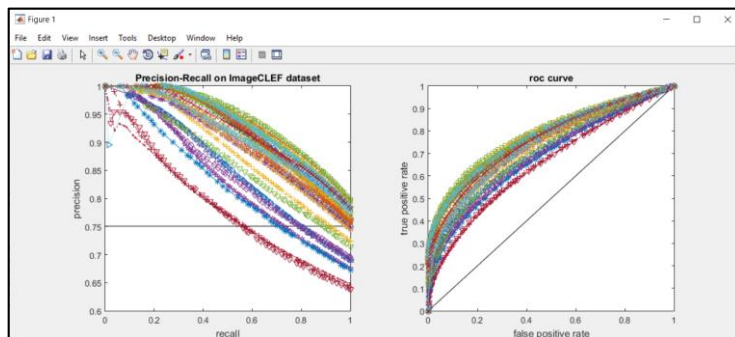 Figure 1
File Edit View Insert Tools Desktop Window Help
Precision-Recall on ImageCLEF dataset
1
0.95
0.9
0.85
0.8
0.75
0.7
0.65
0.6
precision
0 0.2 0.4 0.6 0.8 1
recall
roc curve
1
0.9
0.8
0.7
0.6
0.5
0.4
0.3
0.2
0.1
0
true positive rate
0 0.2 0.4 0.6 0.8 1
false positive rate